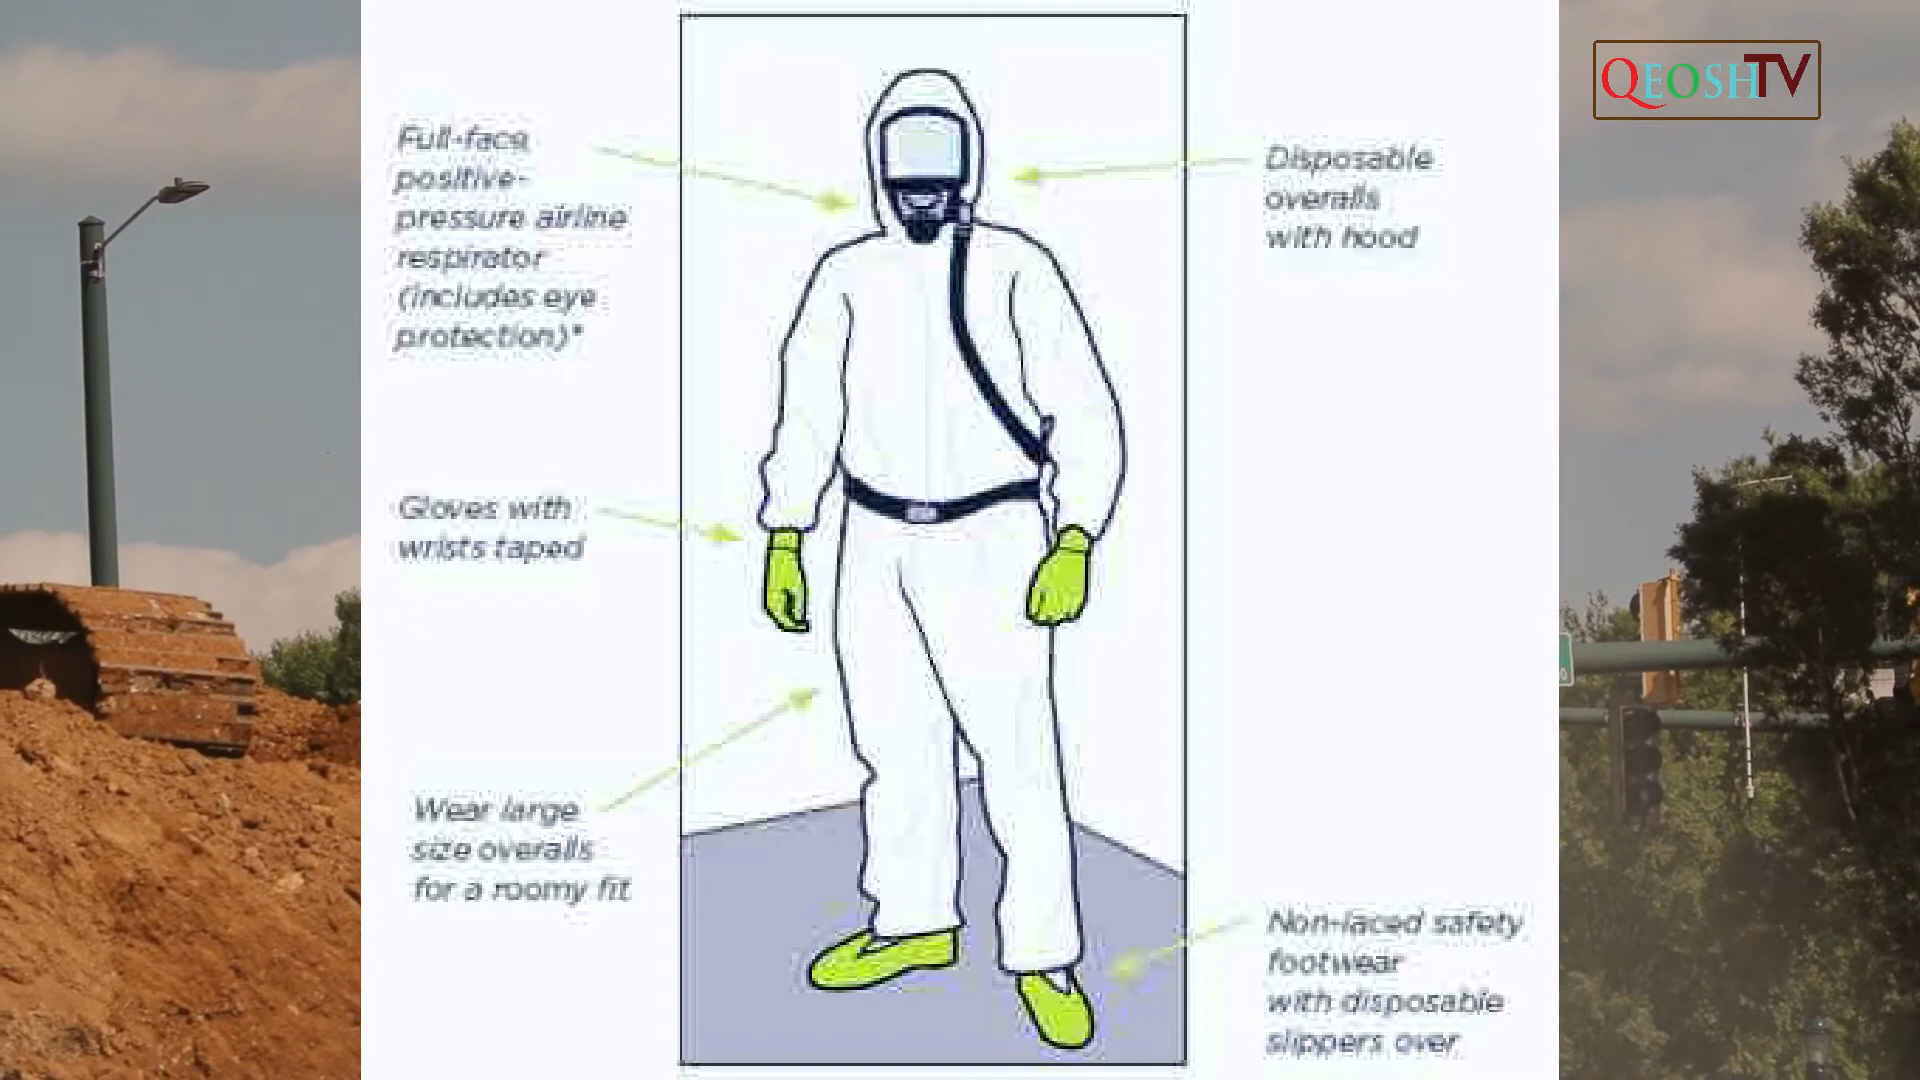 QEOSHTV
Full-face,
positive-
pressure airline
respirator
(includes eye
protection)*
Disposable
overalls
with hood
Gloves with
wrists taped
Wear large
size overalls
for a roomy fit
Non-laced safety
footwear
with disposable
slippers over